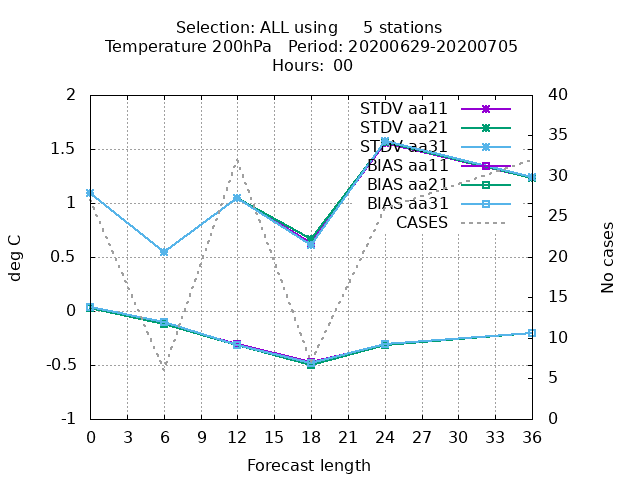 Selection: ALL using     5 stations
Temperature 200hPa   Period: 20200629-20200705
Hours:  00
2
1.5
1
0.5
0
-0.5
-1
deg C
40
35
30
25
20
15
10
5
0
No cases
STDV aa11
STDV aa21
STDV aa31
BIAS aa11
BIAS aa21
BIAS aa31
CASES
0 3 6 9 12 15 18 21 24 27 30 33 36
Forecast length